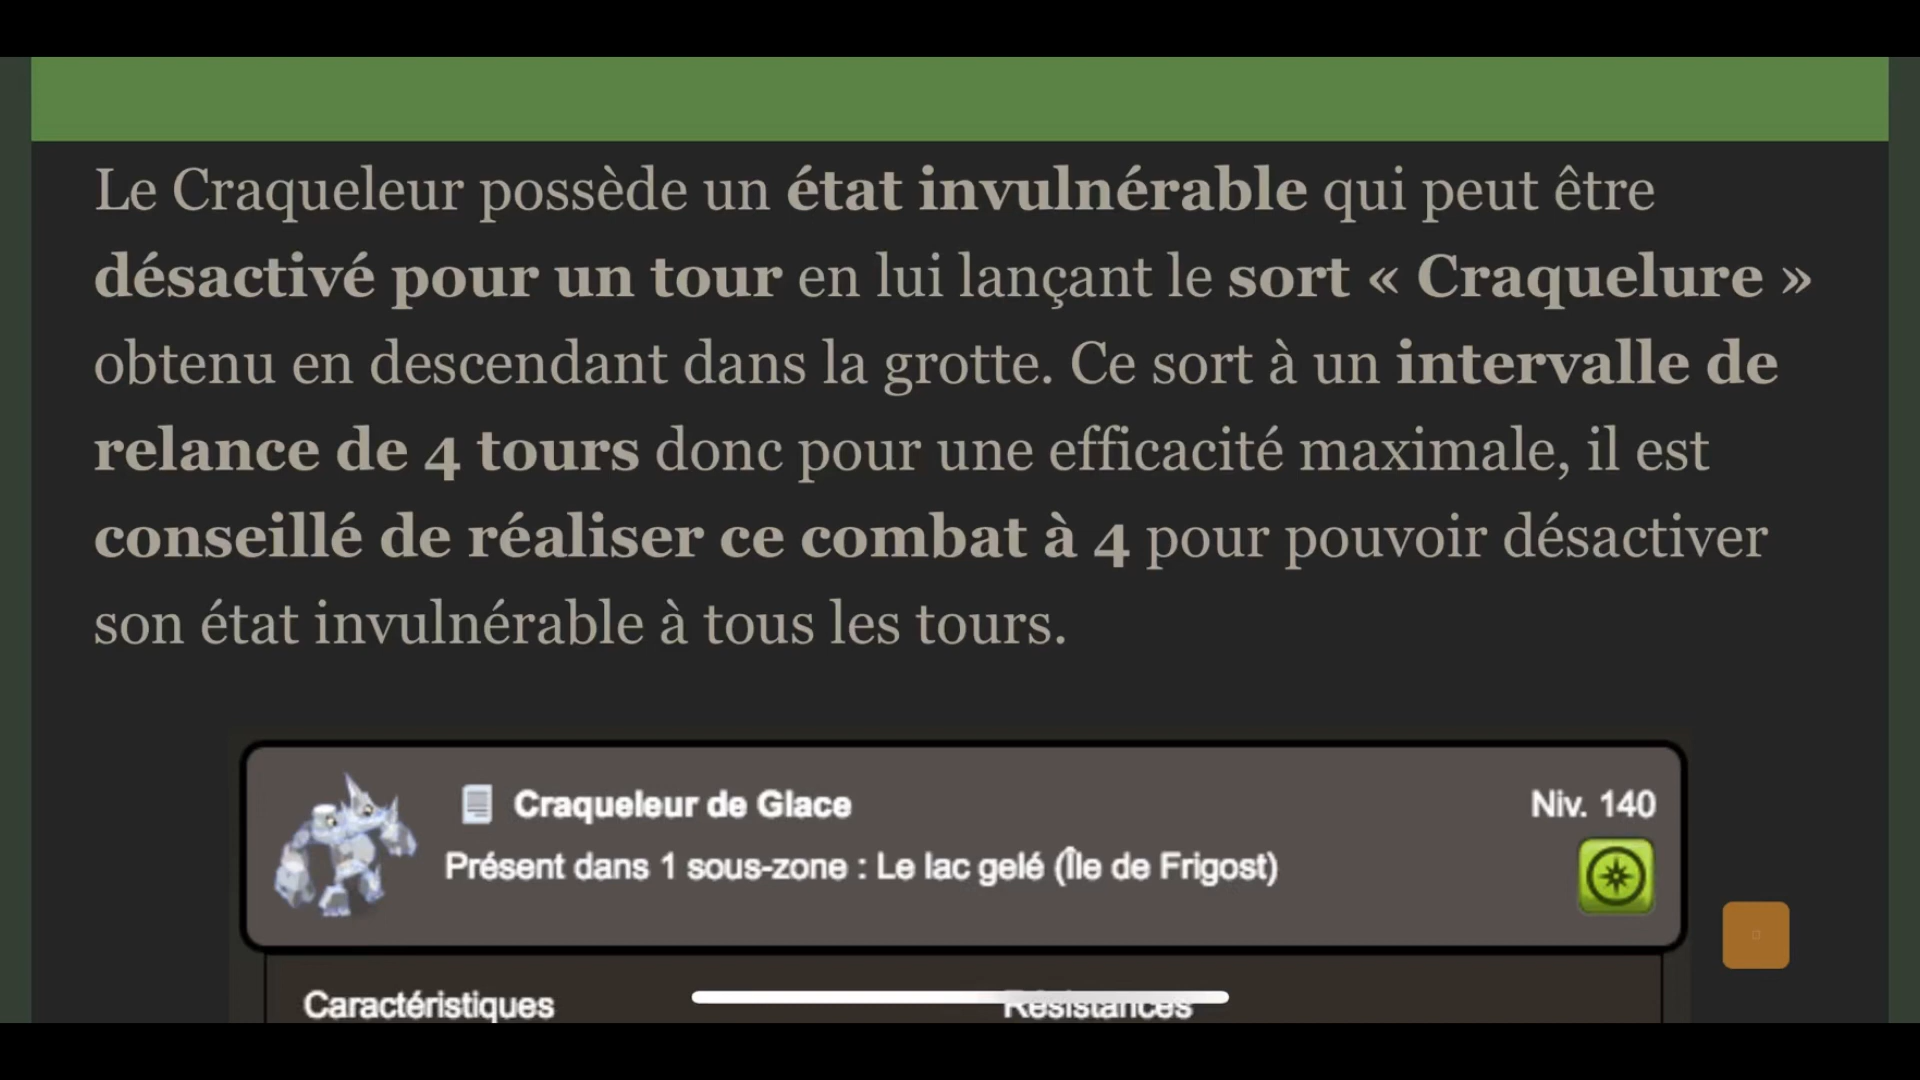 Le Craqueleur possède un état invulnérable qui peut être
désactivé pour un tour en lui lançant le sort « Craquelure »
obtenu en descendant dans la grotte. Ce sort à un intervalle de
relance de 4 tours donc pour une efficacité maximale, il est
conseillé de réaliser ce combat à 4 pour pouvoir désactiver
son état invulnérable à tous les tours.
Craqueleur de Glace
Niv. 140
Présent dans 1 sous-zone : Le lac gelé (Île de Frigost)
Caractéristiques
Résistances